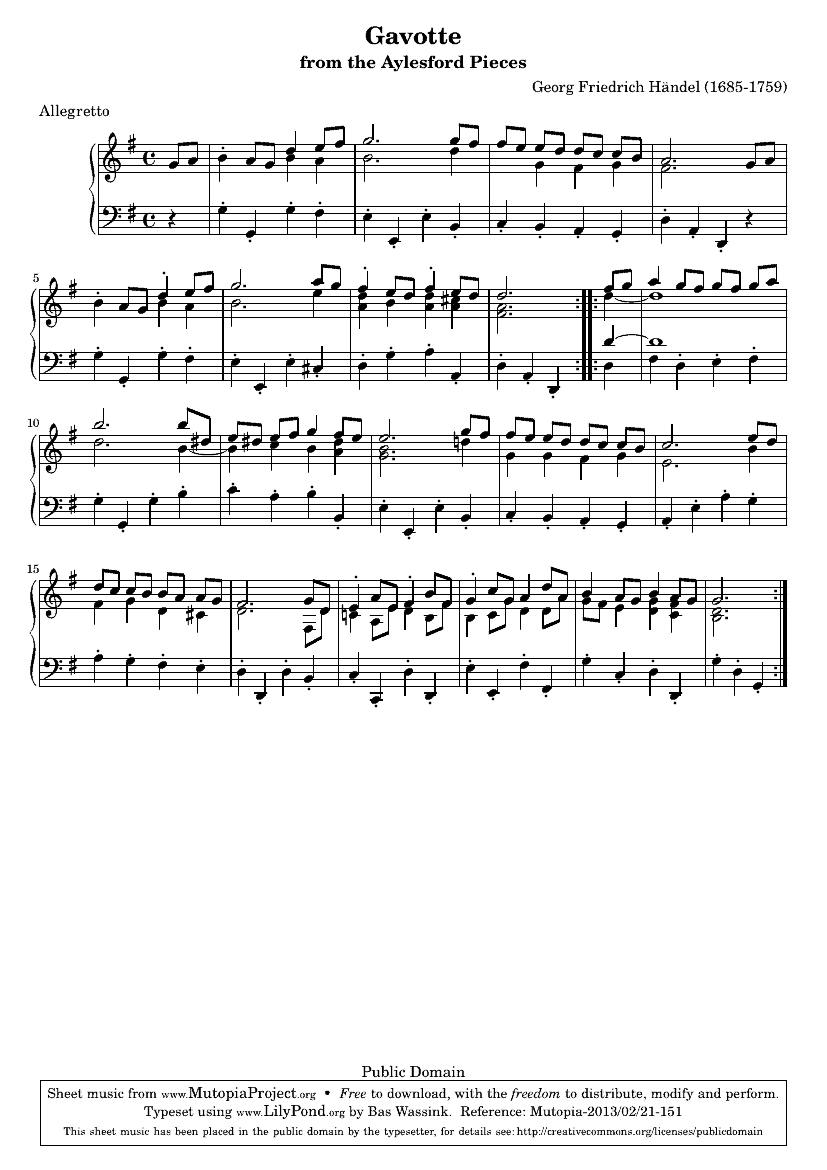 Gavotte
from the Aylesford Pieces
Georg Friedrich Händel (1685-1759)
Allegretto
5
10
15
Public Domain
Sheet music from www.MutopiaProject.org • Free to download, with the freedom to distribute, modify and perform.
Typeset using www.LilyPond.org by Bas Wassink. Reference: Mutopia-2013/02/21-151
This sheet music has been placed in the public domain by the typesetter, for details see: http://creativecommons.org/licenses/publicdomain